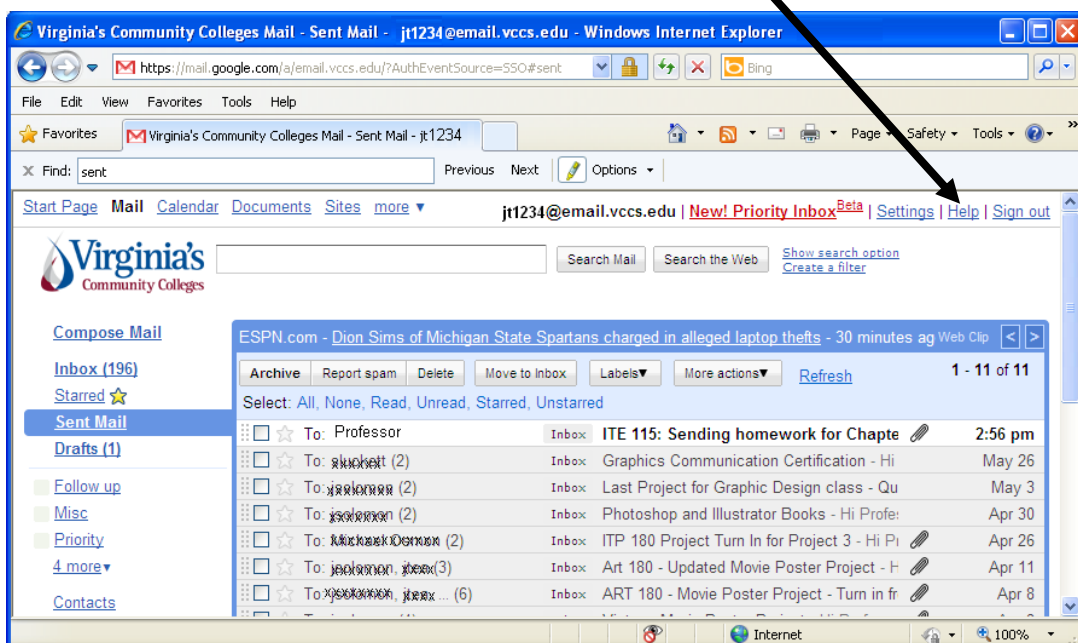 Virginia's Community Colleges Mail - Sent Mail - jt1234@email.vccs.edu - Windows Internet Explorer
https://mail.google.com/a/email.vccs.edu/?AuthEventSource=SSO#sent Bing
File Edit View Favorites Tools Help
Favorites Virginia's Community Colleges Mail - Sent Mail - jt1234 Page Safety Tools »
x Find: sent Previous Next Options
Start Page Mail Calendar Documents Sites more ▼ jt1234@email.vccs.edu | New! Priority Inbox Beta | Settings | Help | Sign out
Virginia's
Community Colleges
Search Mail Search the Web Show search option
Create a filter
Compose Mail
Inbox (196)
Starred
Sent Mail
Drafts (1)
Follow up
Misc
Priority
4 more▾
Contacts
ESPN.com - Dion Sims of Michigan State Spartans charged in alleged laptop thefts - 30 minutes ag Web Clip < >
Archive Report spam Delete Move to Inbox Labels▼ More actions▼ Refresh 1 - 11 of 11
Select: All, None, Read, Unread, Starred, Unstarred
To: Professor Inbox ITE 115: Sending homework for Chapte 2:56 pm
To: (2) Inbox Graphics Communication Certification - Hi May 26
To: (2) Inbox Last Project for Graphic Design class - Qu May 3
To: (2) Inbox Photoshop and Illustrator Books - Hi Profes Apr 30
To: (2) Inbox ITP 180 Project Turn In for Project 3 - Hi Pr Apr 26
To: (3) Inbox Art 180 - Updated Movie Poster Project - H Apr 11
To: ... (6) Inbox ART 180 - Movie Poster Project - Turn in fr Apr 8
Internet 100%